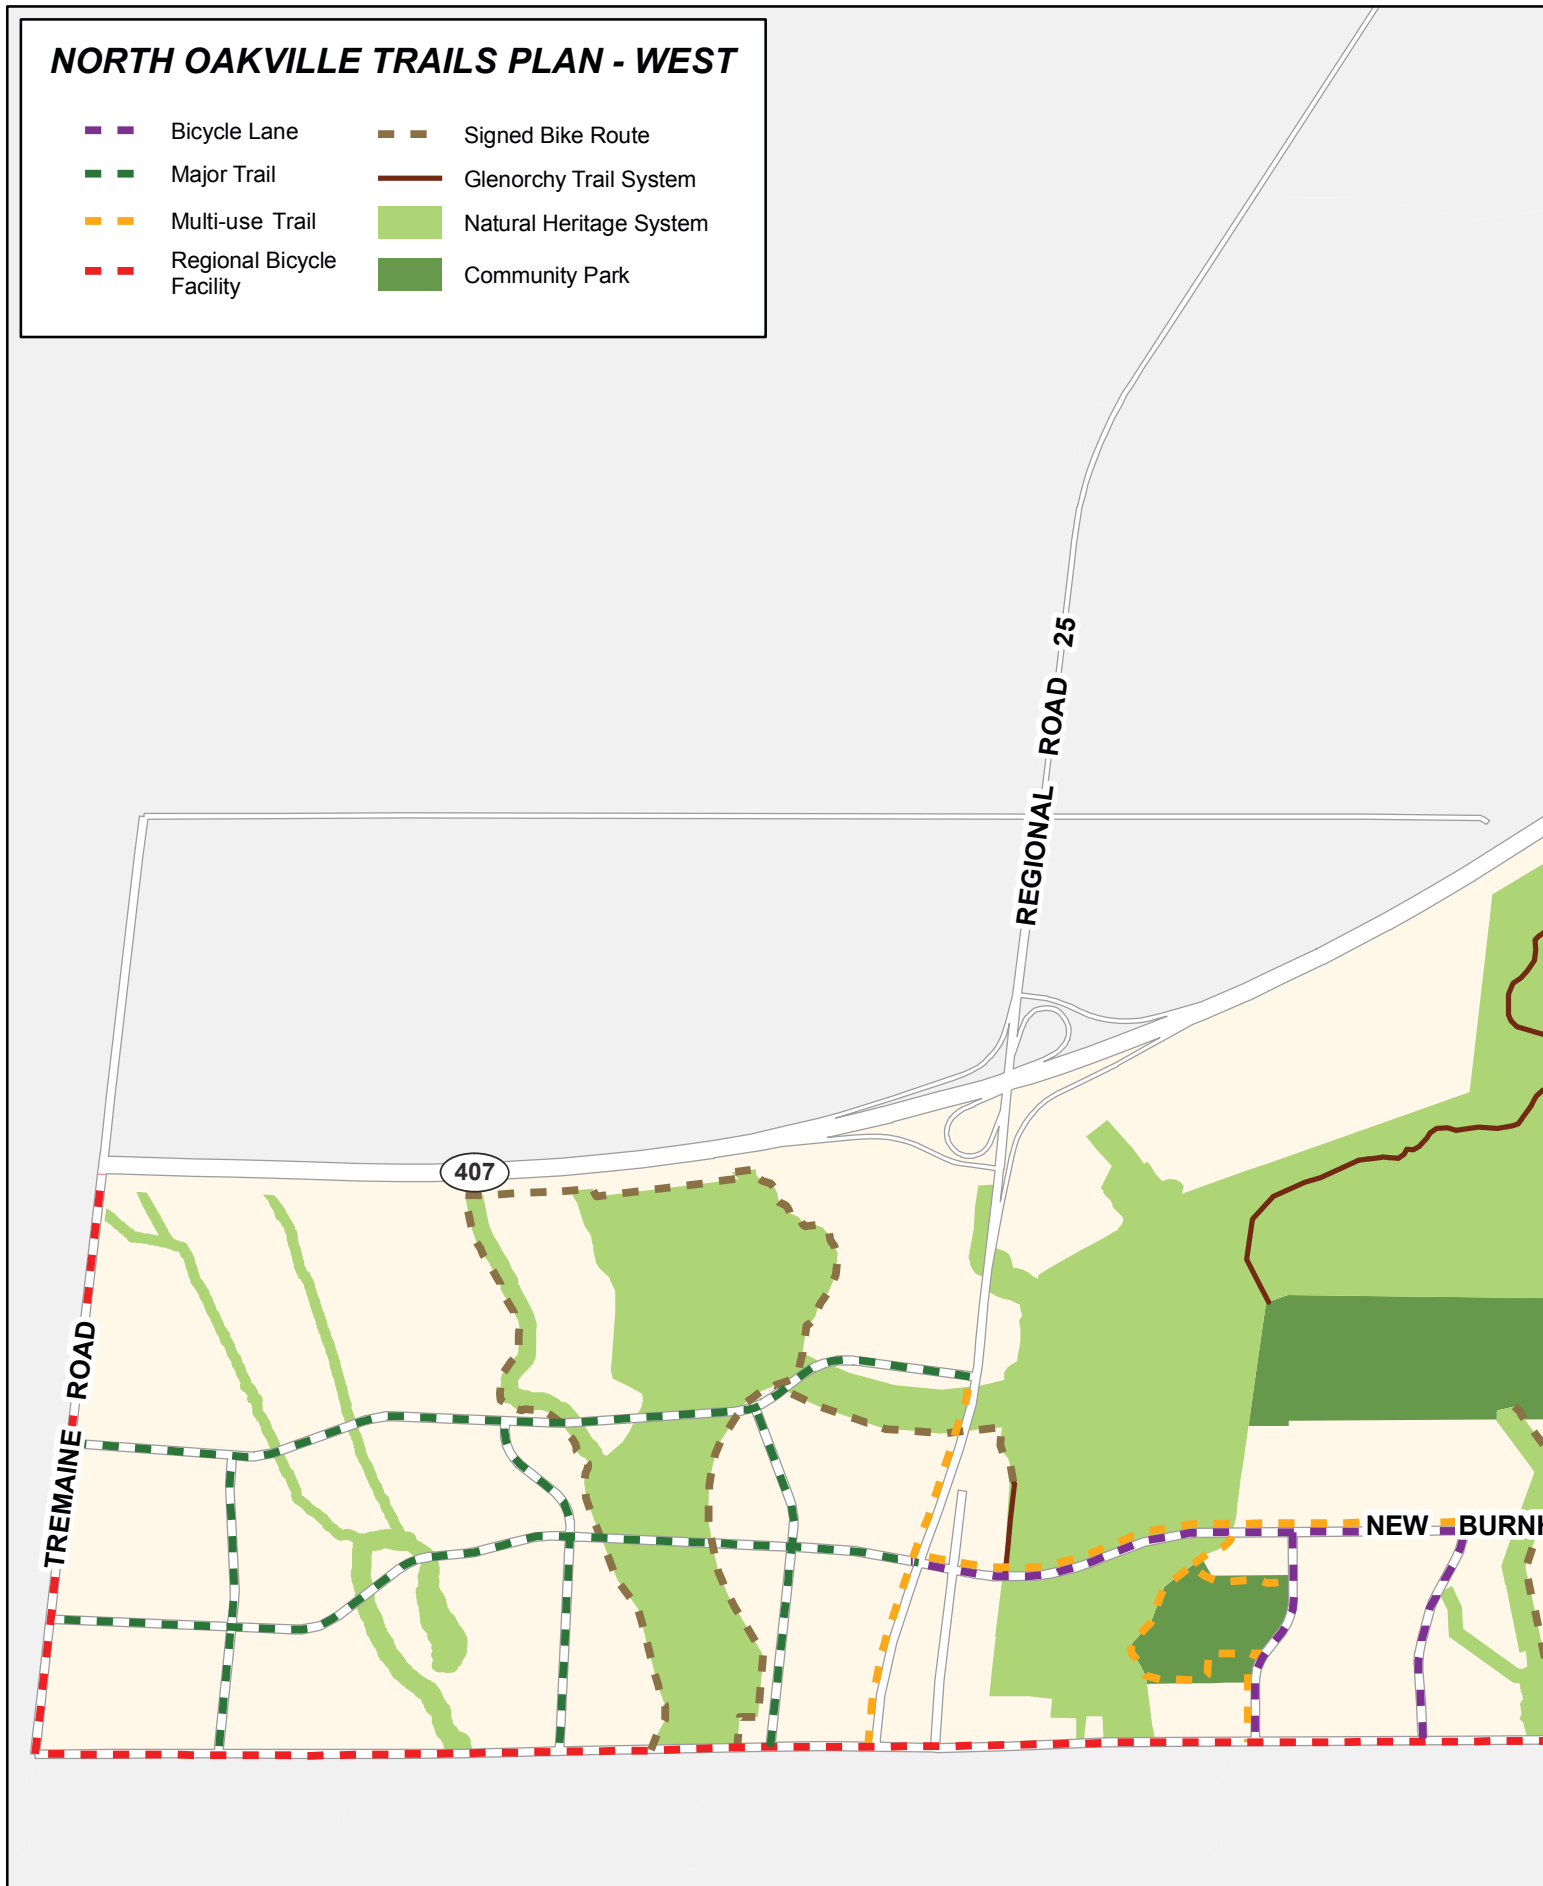 NORTH OAKVILLE TRAILS PLAN - WEST
Bicycle Lane
Major Trail
Multi-use Trail
Regional Bicycle
Facility
Signed Bike Route
Glenorchy Trail System
Natural Heritage System
Community Park
REGIONAL ROAD 25
407
TREMAINE ROAD
NEW BURNH